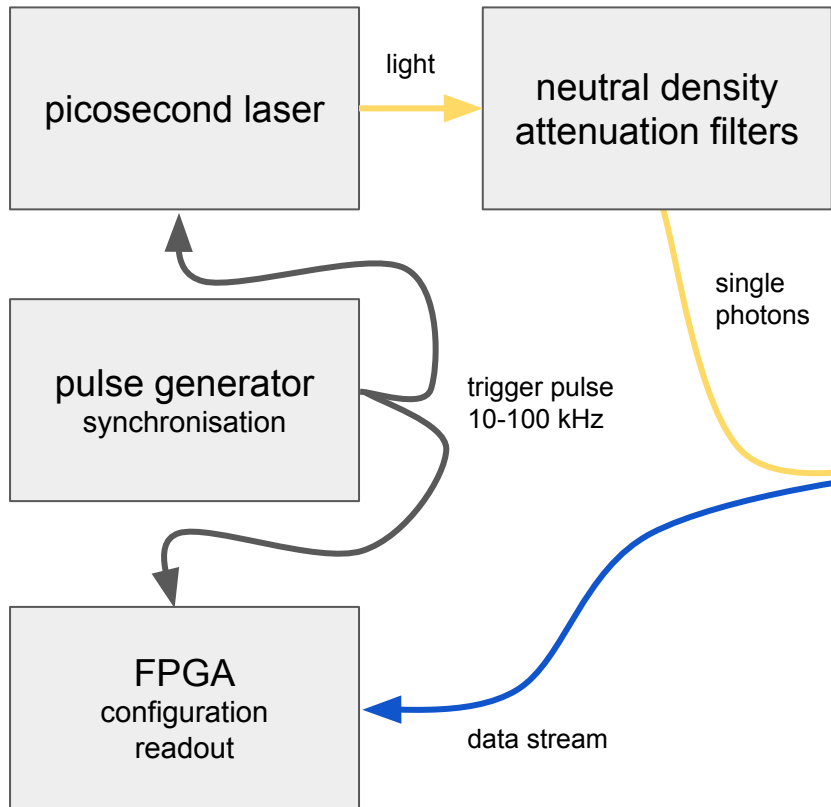 picosecond laser
light
neutral density
attenuation filters
single
photons
pulse generator
synchronisation
trigger pulse
10-100 kHz
FPGA
configuration
readout
data stream